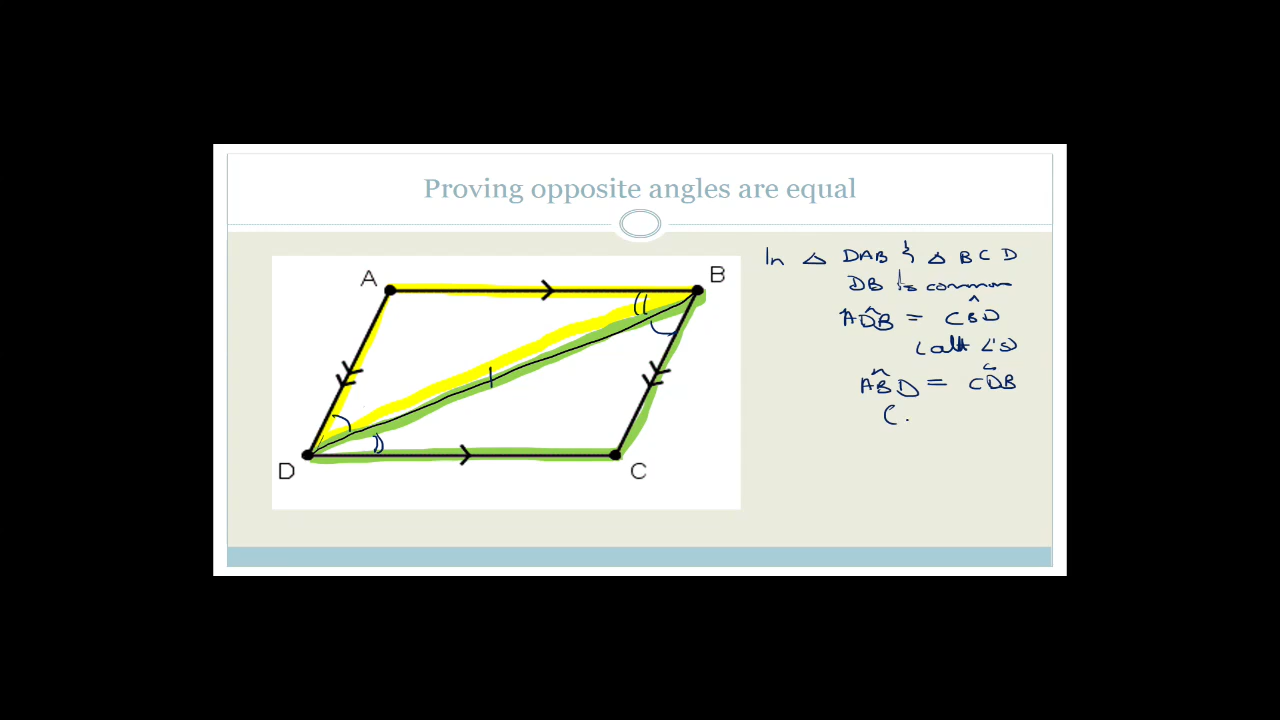 Proving opposite angles are equal
A
B
D
C
In △ DAB & △ BCD
DB is common
AD̂B = CB̂D
(alt ∠'s)
AB̂D = CD̂B
(.